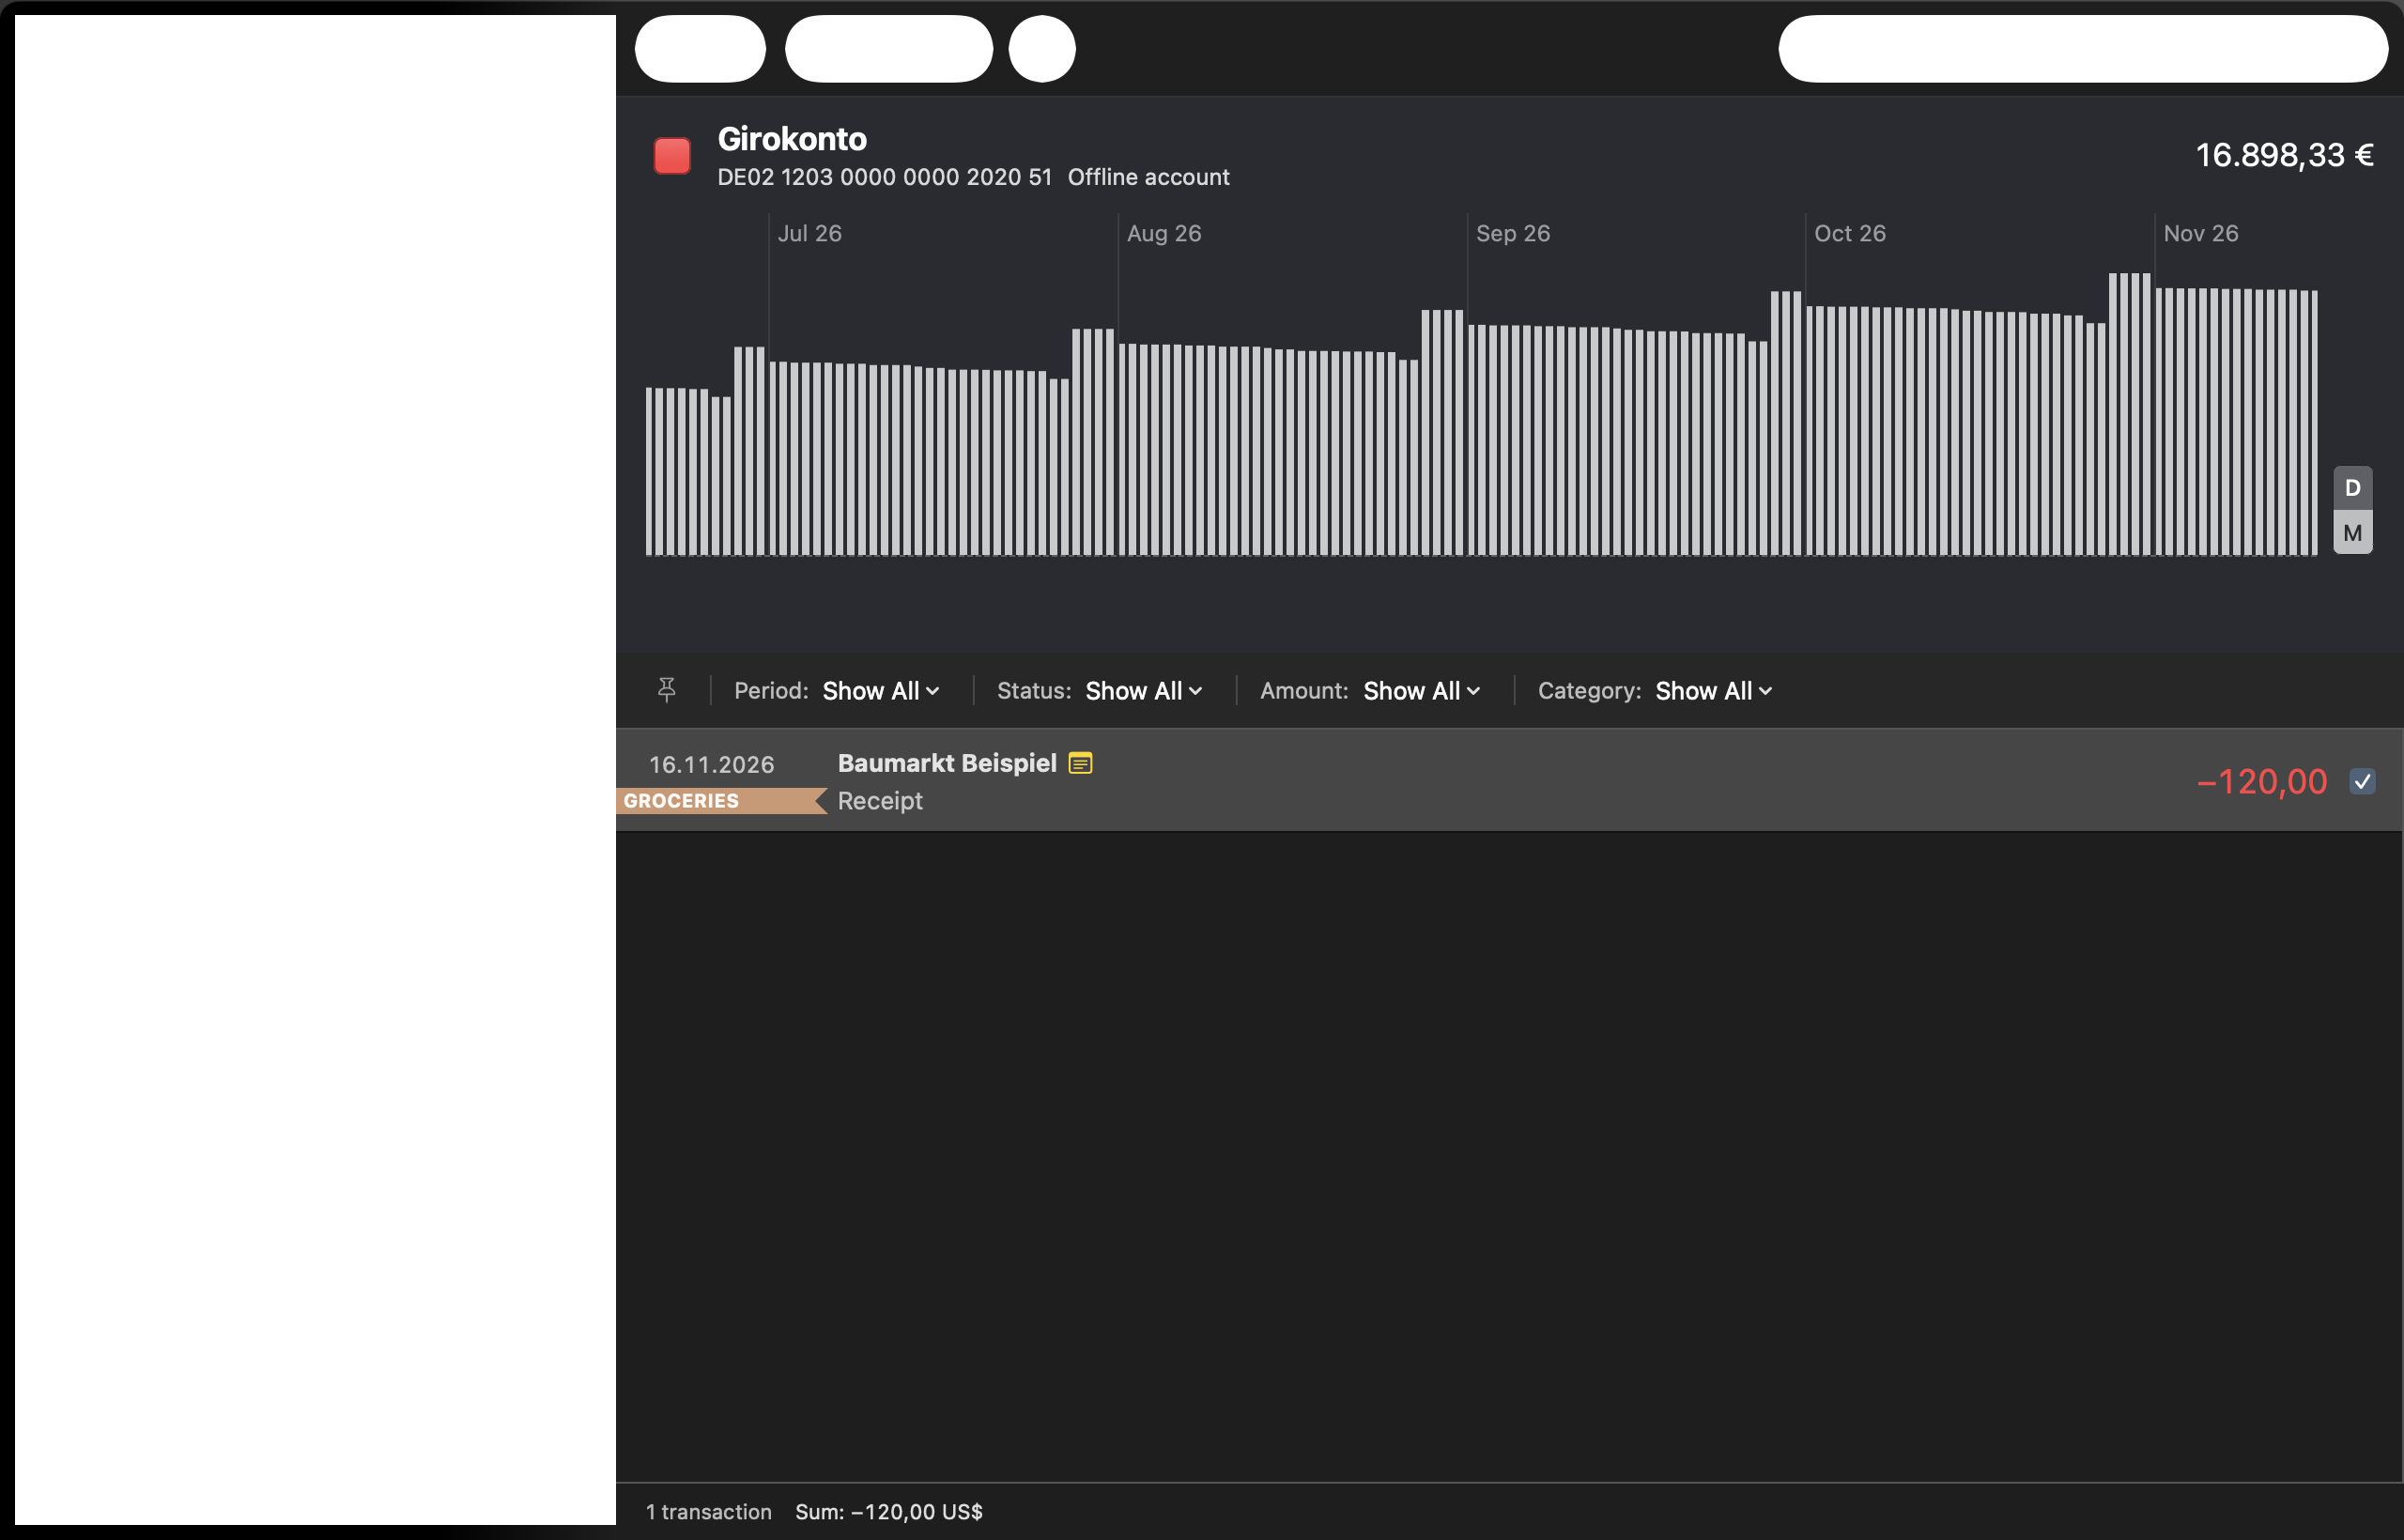 Girokonto
DE02 1203 0000 0000 2020 51 Offline account
16.898,33 €
Jul 26 Aug 26 Sep 26 Oct 26 Nov 26
D
M
Period: Show All Status: Show All Amount: Show All Category: Show All
16.11.2026 Baumarkt Beispiel
GROCERIES Receipt
−120,00
1 transaction Sum: −120,00 US$